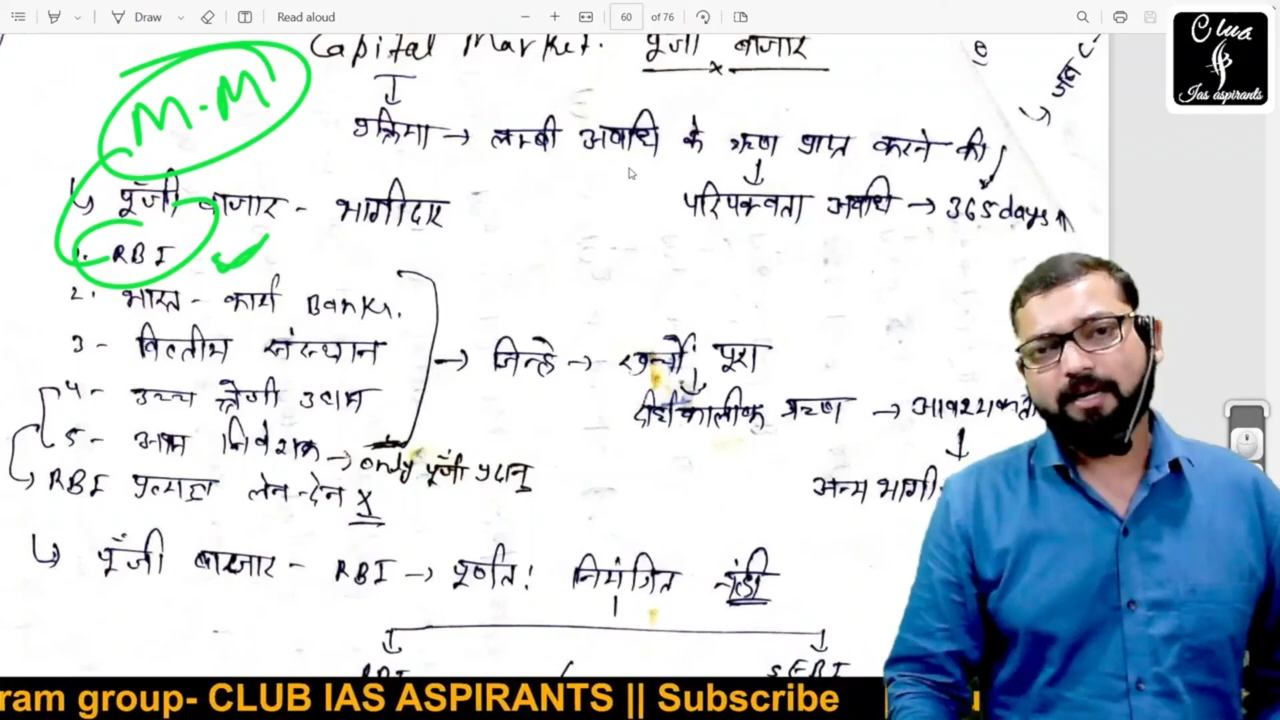 Draw
Read aloud
60 of 76
Club
Ias aspirants
Capital Market. पूंजी बाजार
प्रक्रिया → लम्बी अवधि के ऋण प्राप्त करने की
परिपक्वता अवधि → 365 days ↑
M.M
↳ पूँजी बाजार - भागीदार
1. RBI
2. भारत - कार्य Banks.
3 - वित्तीय संस्थान
4 - उच्च श्रेणी उद्यम
5 - आम निवेशक → only पूँजी प्रदान
→ जिन्हे → खर्चों पूरा
दीर्घकालीक ऋण → आवश्यकता
अन्य भागी
RBI प्रत्यक्ष लेन-देन X
↳ पूँजी बाजार - RBI → पूर्णतः नियंत्रित नहीं
RBI
SEBI
ram group- CLUB IAS ASPIRANTS || Subscribe